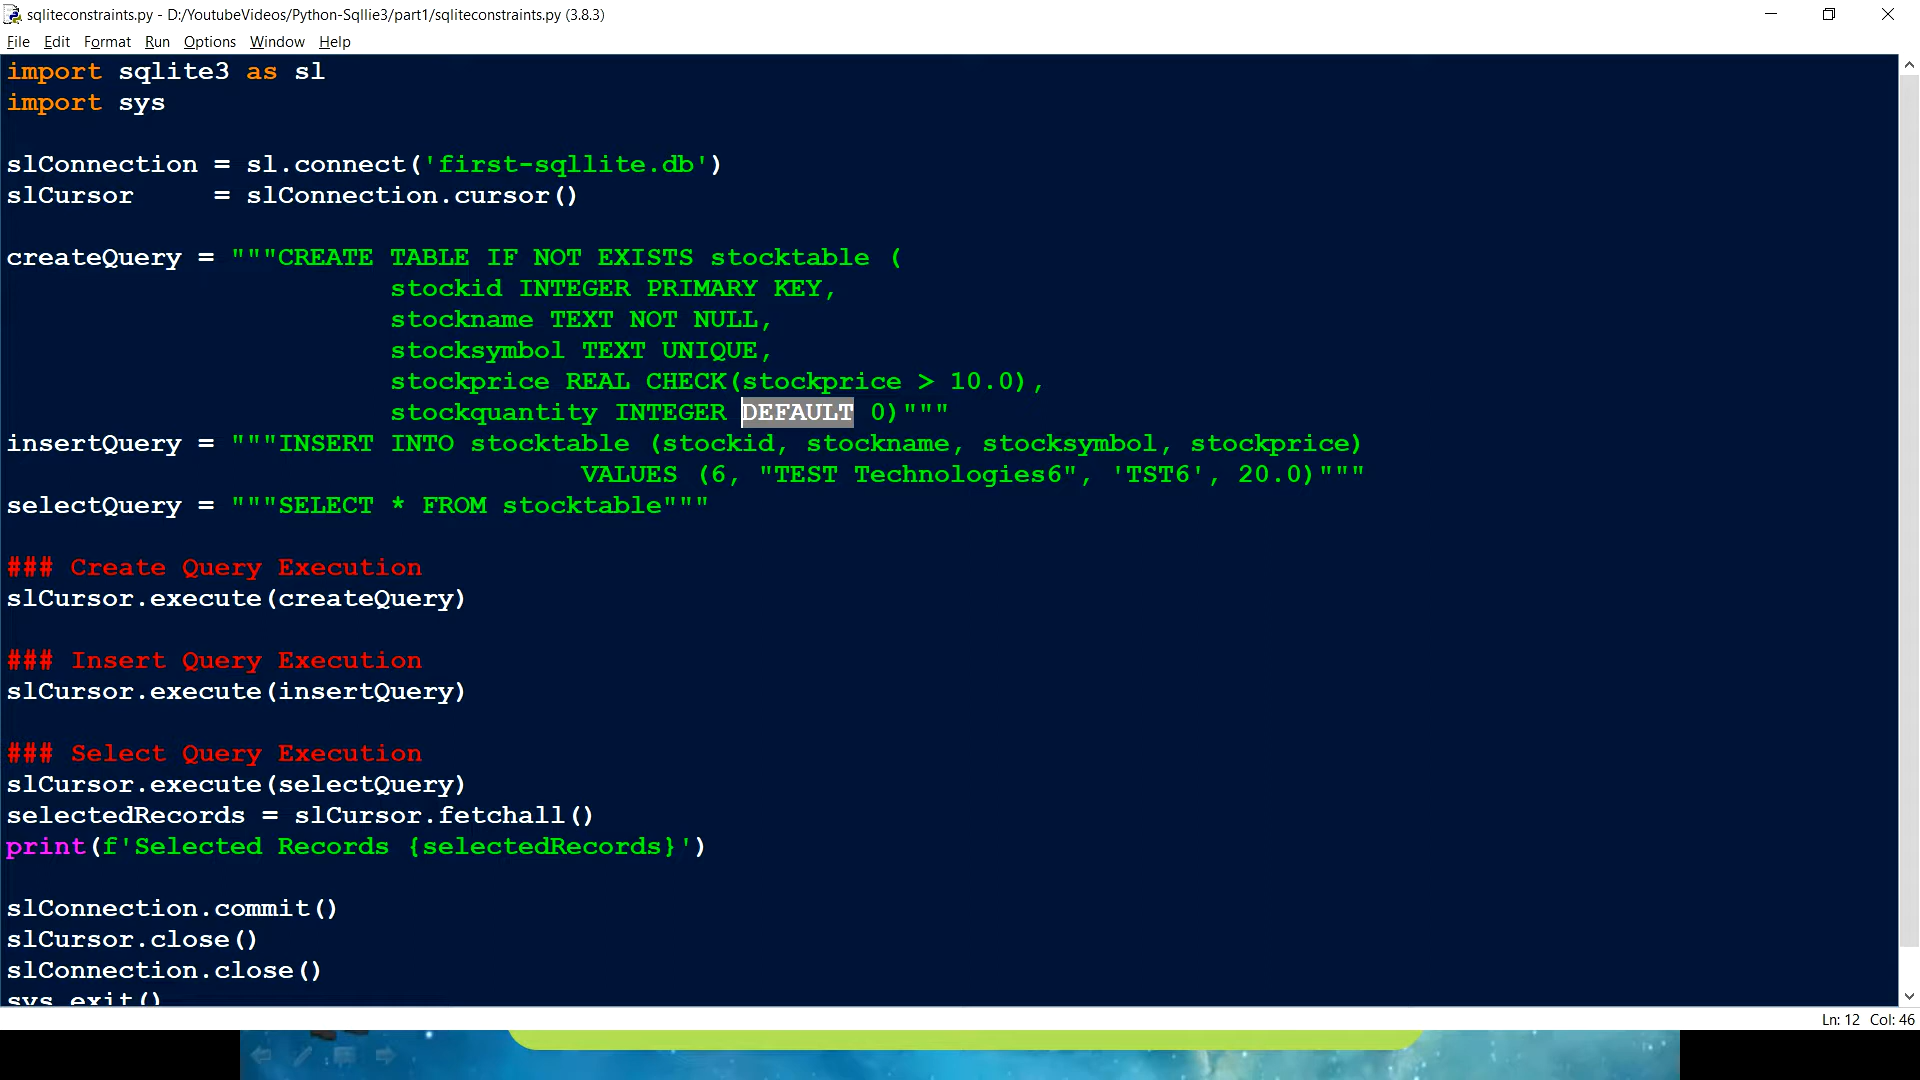 sqliteconstraints.py - D:/YoutubeVideos/Python-Sqllie3/part1/sqliteconstraints.py (3.8.3)
File Edit Format Run Options Window Help
import sqlite3 as sl
import sys
slConnection = sl.connect('first-sqllite.db')
slCursor     = slConnection.cursor()
createQuery = """CREATE TABLE IF NOT EXISTS stocktable (
                        stockid INTEGER PRIMARY KEY,
                        stockname TEXT NOT NULL,
                        stocksymbol TEXT UNIQUE,
                        stockprice REAL CHECK(stockprice > 10.0),
                        stockquantity INTEGER DEFAULT 0)"""
insertQuery = """INSERT INTO stocktable (stockid, stockname, stocksymbol, stockprice)
                                    VALUES (6, "TEST Technologies6", 'TST6', 20.0)"""
selectQuery = """SELECT * FROM stocktable"""
### Create Query Execution
slCursor.execute(createQuery)
### Insert Query Execution
slCursor.execute(insertQuery)
### Select Query Execution
slCursor.execute(selectQuery)
selectedRecords = slCursor.fetchall()
print(f'Selected Records {selectedRecords}')
slConnection.commit()
slCursor.close()
slConnection.close()
sys.exit()
Ln: 12 Col: 46